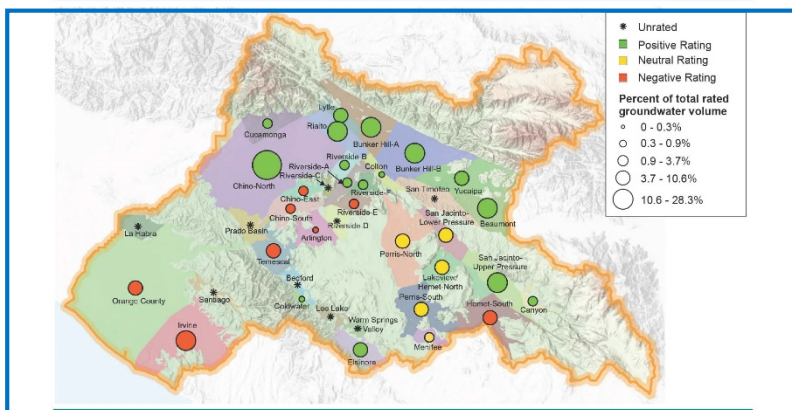 Unrated
Positive Rating
Neutral Rating
Negative Rating
Percent of total rated
groundwater volume
0 - 0.3%
0.3 - 0.9%
0.9 - 3.7%
3.7 - 10.6%
10.6 - 28.3%
Lytle
Rialto
Cucamonga
Bunker Hill-A
Riverside-B
Bunker Hill-B
Riverside-A
Riverside-C
Colton
Chino-North
Riverside-F
San Timoteo
Yucaipa
Chino-East
Riverside-E
San Jacinto-
Lower Pressure
Beaumont
Chino-South
Prado Basin
Arlington
Riverside D
La Habra
Perris-North
Temescal
San Jacinto-
Upper Pressure
Bedford
Lakeview/
Hemet-North
Orange County
Santiago
Coldwater
Lee Lake
Perris-South
Hemet-South
Canyon
Warm Springs
Valley
Irvine
Menifee
Elsinore